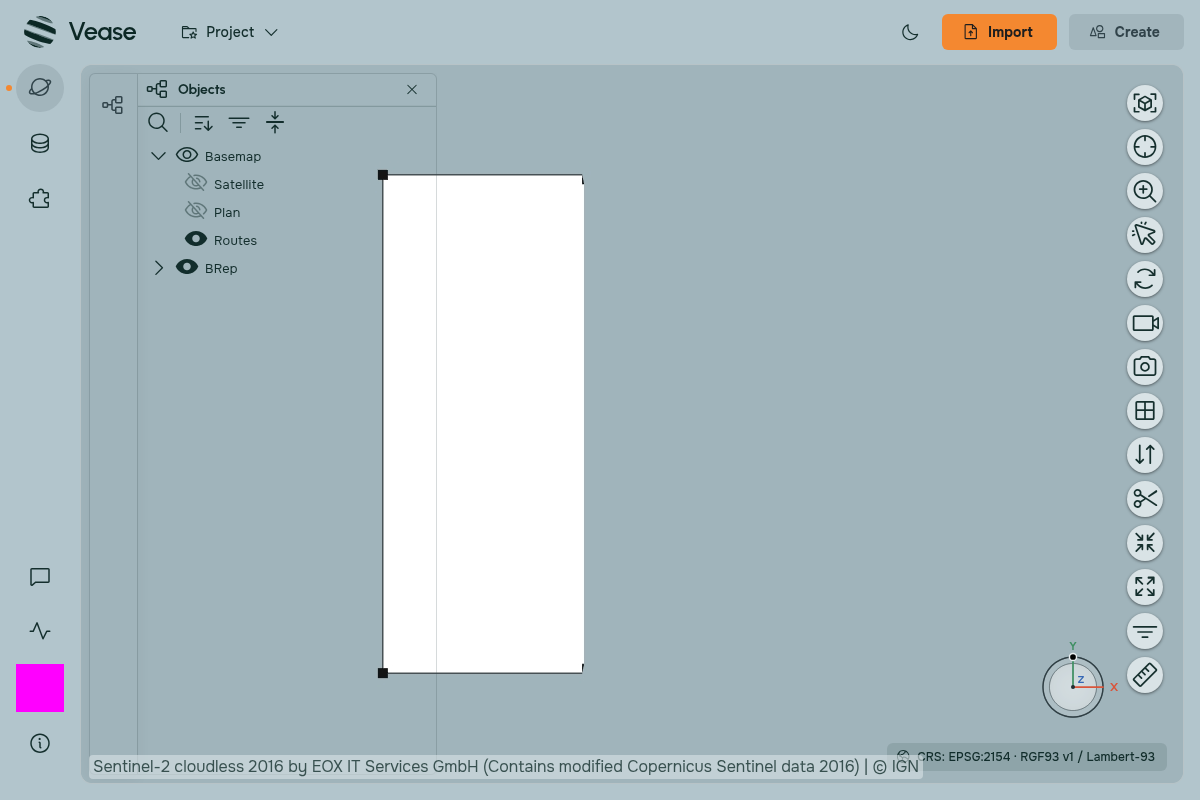 Vease
Project
Import
Create
Objects
Basemap
Satellite
Plan
Routes
BRep
Y
Z
X
CRS: EPSG:2154 · RGF93 v1 / Lambert-93
Sentinel-2 cloudless 2016 by EOX IT Services GmbH (Contains modified Copernicus Sentinel data 2016) | © IGN